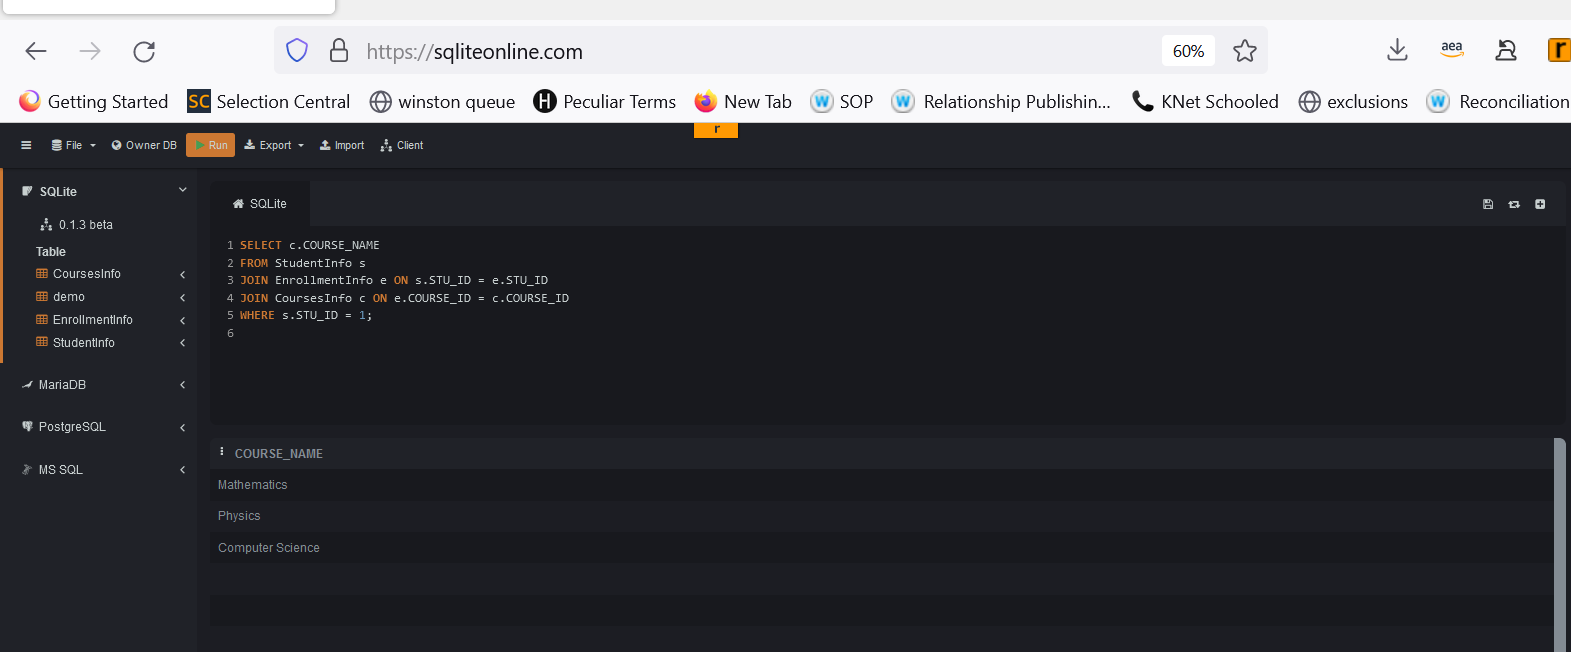 https://sqliteonline.com 60% aea r
Getting Started SC Selection Central winston queue H Peculiar Terms New Tab W SOP W Relationship Publishin... KNet Schooled exclusions W Reconciliation
r
File Owner DB Run Export Import Client
SQLite
0.1.3 beta
Table
CoursesInfo
demo
EnrollmentInfo
StudentInfo
MariaDB
PostgreSQL
MS SQL
SQLite
1 SELECT c.COURSE_NAME
2 FROM StudentInfo s
3 JOIN EnrollmentInfo e ON s.STU_ID = e.STU_ID
4 JOIN CoursesInfo c ON e.COURSE_ID = c.COURSE_ID
5 WHERE s.STU_ID = 1;
6
COURSE_NAME
Mathematics
Physics
Computer Science